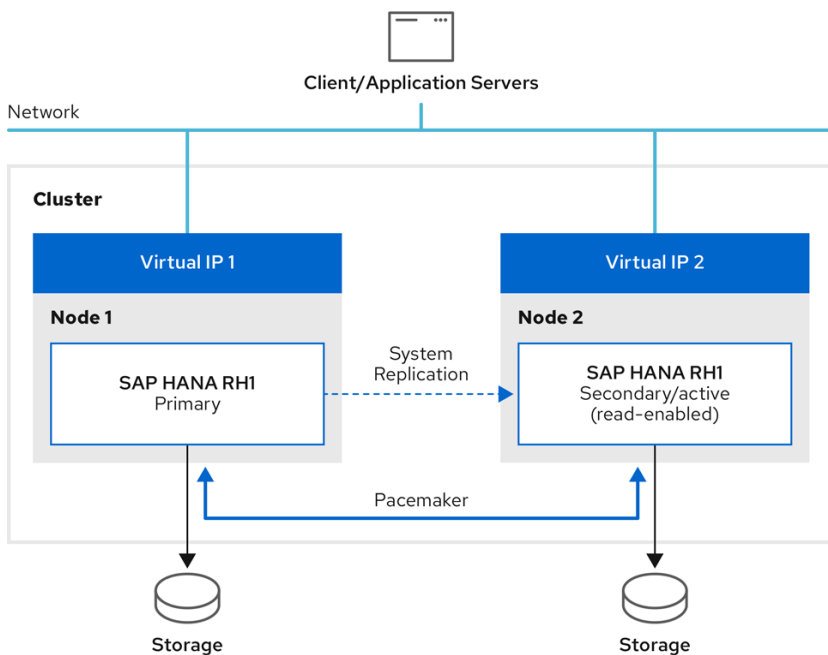 Client/Application Servers
Network
Cluster
Virtual IP 1
Virtual IP 2
Node 1
Node 2
System
Replication
SAP HANA RH1
Primary
SAP HANA RH1
Secondary/active
(read-enabled)
Pacemaker
Storage
Storage